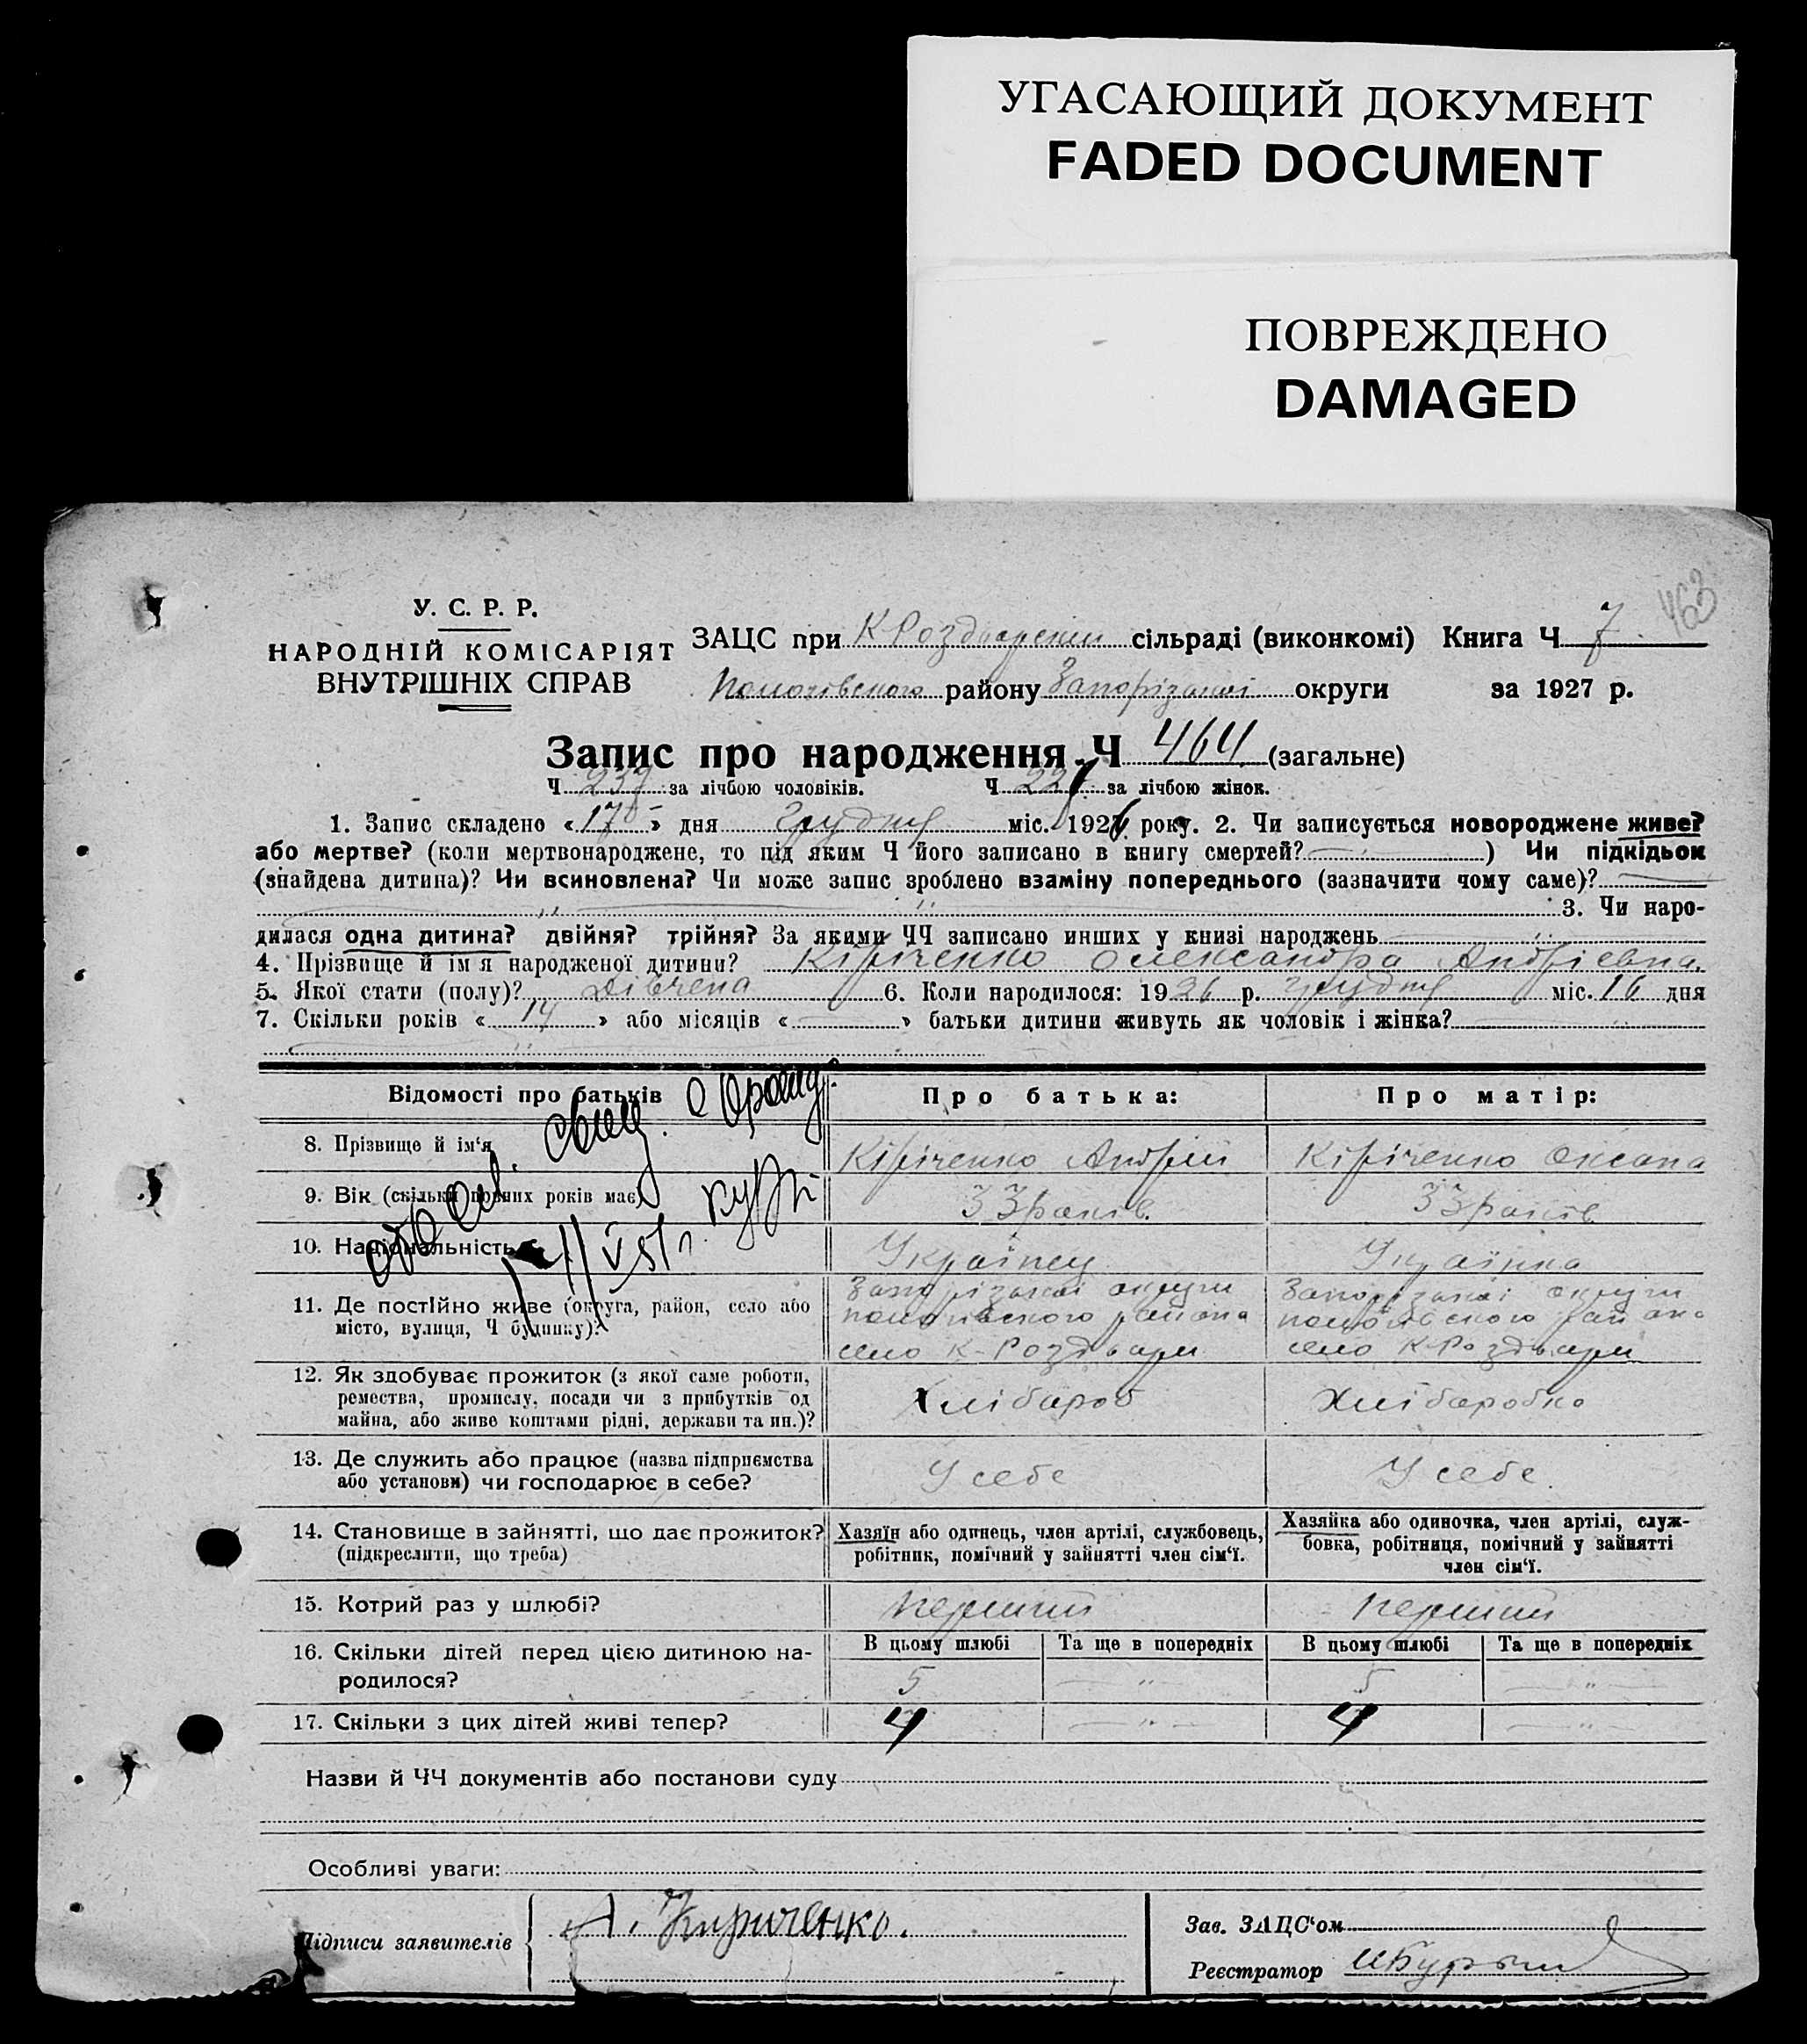 УГАСАЮЩИЙ ДОКУМЕНТ
FADED DOCUMENT
ПОВРЕЖДЕНО
DAMAGED
463
У. С. Р. Р.
НАРОДНІЙ КОМІСАРІЯТ
ВНУТРІШНІХ СПРАВ
ЗАЦС при К Роздорськи сільраді (виконкомі) Книга Ч 7
району Запорізької округи за 1927 р.
Запис про народження Ч 464 (загальне)
Ч 237 за лічбою чоловіків. Ч 227 за лічбою жінок.
1. Запис складено « 17 » дня грудня міс. 1926 року. 2. Чи записується новороджене живе?
або мертве? (коли мертвонароджене, то під яким Ч його записано в книгу смертей? ) Чи підкідьок
(знайдена дитина)? Чи всиновлена? Чи може запис зроблено взаміну попереднього (зазначити чому саме)?
3. Чи наро-
дилася одна дитина? двійня? трійня? За якими ЧЧ записано инших у книзі народжень
4. Прізвище й ім'я народженої дитини? Кіріченко Олександра Андріевна.
5. Якої стати (полу)? Дівчена 6. Коли народилося: 1926 р. грудня міс. 16 дня
7. Скільки років « 14 » або місяців « » батьки дитини живуть як чоловік і жінка?
Відомості про батьків Про батька: Про матір:
8. Прізвище й ім'я Кіріченко Андрій Кіріченко Оксана
9. Вік (скільки повних років має) 33 років. 33 років
10. Національність Українец Українка
11. Де постійно живе (округа, район, село або місто, вулиця, Ч будинку)?
Запорізької округи Запорізької округи
района района
село К-Роздори село К-Роздори
12. Як здобуває прожиток (з якої саме роботи,
ремества, промислу, посади чи з прибутків од Хлібароб Хлібаробка
майна, або живе коштами рідні, держави та ин.)?
13. Де служить або працює (назва підприємства
або установи) чи господарює в себе? У себе У себе.
14. Становище в зайнятті, що дає прожиток? Хазяїн або одинець, член артілі, службовець, Хазяйка або одиночка, член артілі, служ-
(підкреслити, що треба) робітник, помічний у зайнятті член сім'ї. бовка, робітниця, помічний у зайнятті
член сім'ї.
15. Котрий раз у шлюбі? перший перший
16. Скільки дітей перед цією дитиною на- В цьому шлюбі Та ще в попередніх В цьому шлюбі Та ще в попередніх
родилося? 5 5
17. Скільки з цих дітей живі тепер? 4 4
Назви й ЧЧ документів або постанови суду
Особливі уваги:
Підписи заявителів А. Кириченко. Зав. ЗАЦС'ом
Реєстратор